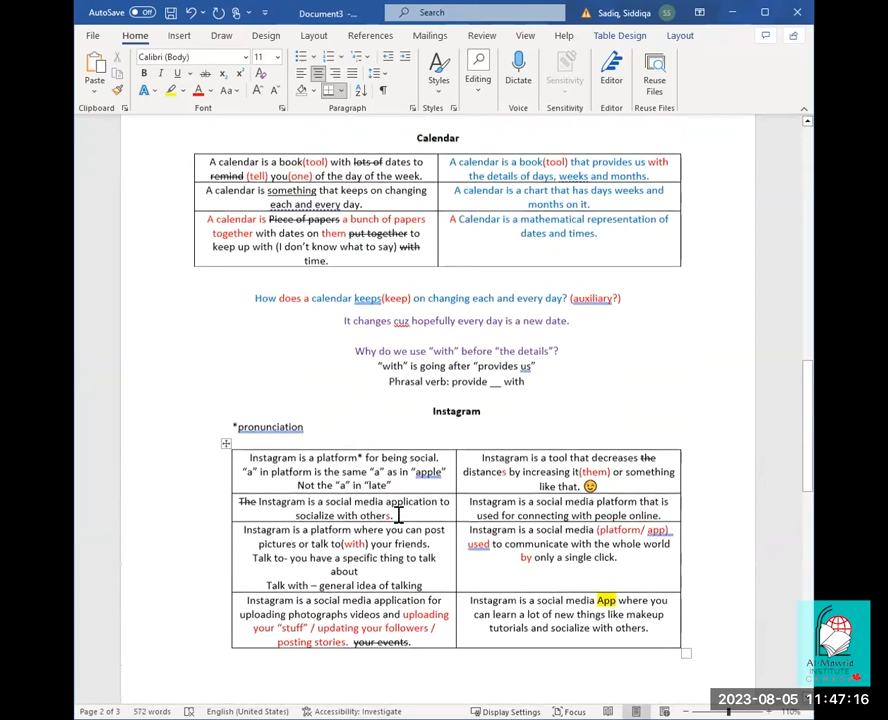 AutoSave Off Document3 -... Search Sadiq, Siddiqa SS
File Home Insert Draw Design Layout References Mailings Review View Help Table Design Layout
Calibri (Body) 11
Paste Styles Editing Dictate Sensitivity Editor Reuse Files
Clipboard Font Paragraph Styles Voice Sensitivity Editor Reuse Files
Calendar
A calendar is a book(tool) with lots of dates to
remind (tell) you(one) of the day of the week.
A calendar is a book(tool) that provides us with
the details of days, weeks and months.
A calendar is something that keeps on changing
each and every day.
A calendar is a chart that has days weeks and
months on it.
A calendar is Piece of papers a bunch of papers
together with dates on them put together to
keep up with (I don't know what to say) with
time.
A Calendar is a mathematical representation of
dates and times.
How does a calendar keeps(keep) on changing each and every day? (auxiliary?)
It changes cuz hopefully every day is a new date.
Why do we use “with” before “the details”?
“with” is going after “provides us”
Phrasal verb: provide __ with
Instagram
*pronunciation
Instagram is a platform* for being social.
“a” in platform is the same “a” as in “apple”
Not the “a” in “late”
Instagram is a tool that decreases the
distances by increasing it(them) or something
like that.
The Instagram is a social media application to
socialize with others.
Instagram is a social media platform that is
used for connecting with people online.
Instagram is a platform where you can post
pictures or talk to(with) your friends.
Talk to- you have a specific thing to talk
about
Talk with – general idea of talking
Instagram is a social media (platform/ app)
used to communicate with the whole world
by only a single click.
Instagram is a social media application for
uploading photographs videos and uploading
your “stuff” / updating your followers /
posting stories. your events.
Instagram is a social media App where you
can learn a lot of new things like makeup
tutorials and socialize with others.
Al-Mawrid
INSTITUTE
CANADA
Page 2 of 3 572 words English (United States) Accessibility: Investigate Display Settings Focus 110%
2023-08-05 11:47:16